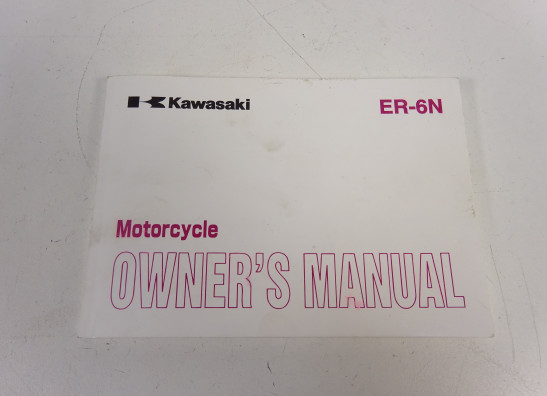 Kawasaki ER-6N
Motorcycle
OWNER'S MANUAL